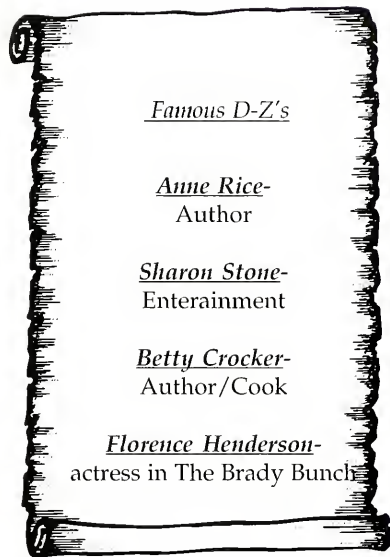 Famous D-Z's
Anne Rice-
Author
Sharon Stone-
Enterainment
Betty Crocker-
Author/Cook
Florence Henderson-
actress in The Brady Bunch